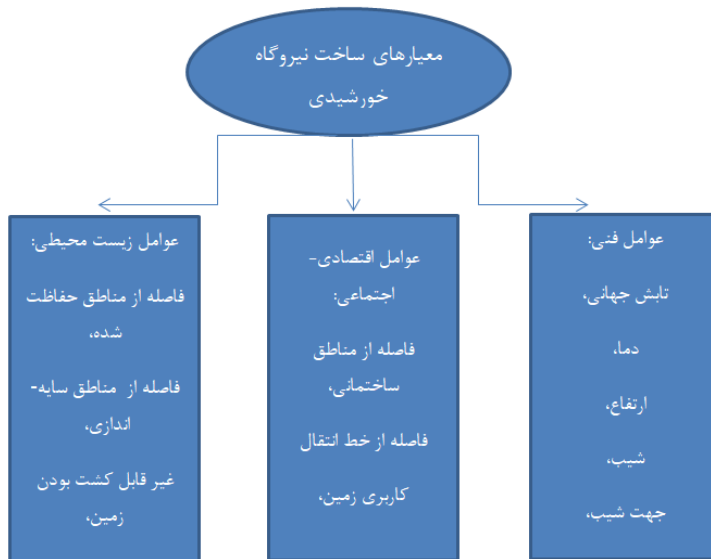 معیارهای ساخت نیروگاه
خورشیدی
عوامل فنی:
تابش جهانی،
دما،
ارتفاع،
شیب،
جهت شیب،
عوامل اقتصادی-
اجتماعی:
فاصله از مناطق
ساختمانی،
فاصله از خط انتقال
کاربری زمین،
عوامل زیست محیطی:
فاصله از مناطق حفاظت
شده،
فاصله از مناطق سایه-
اندازی،
غیر قابل کشت بودن
زمین،